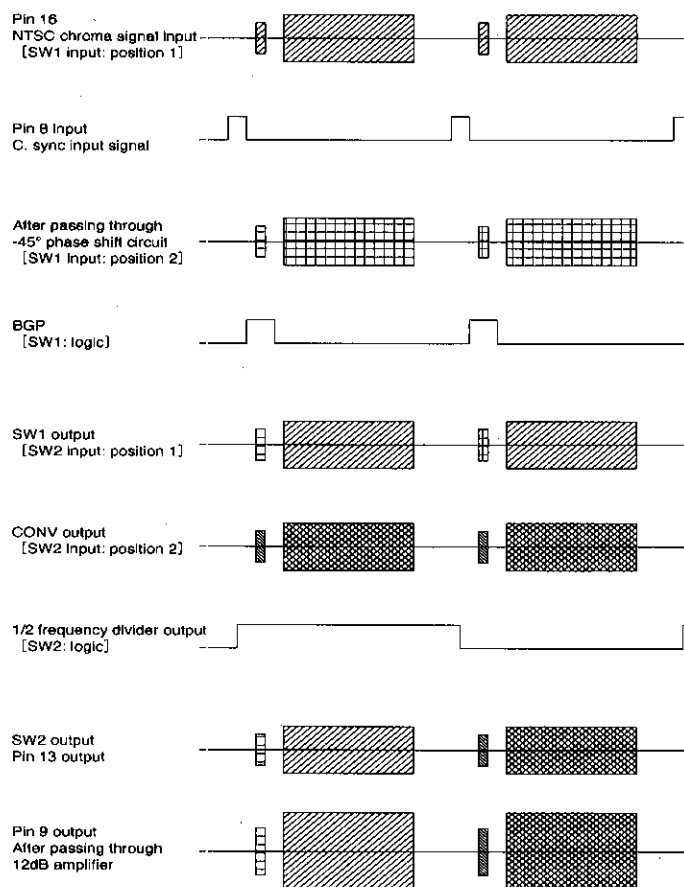 Pin 16
NTSC chroma signal input
[SW1 input: position 1]
Pin 8 input
C. sync input signal
After passing through
-45° phase shift circuit
[SW1 input: position 2]
BGP
[SW1: logic]
SW1 output
[SW2 input: position 1]
CONV output
[SW2 input: position 2]
1/2 frequency divider output
[SW2: logic]
SW2 output
Pin 13 output
Pin 9 output
After passing through
12dB amplifier